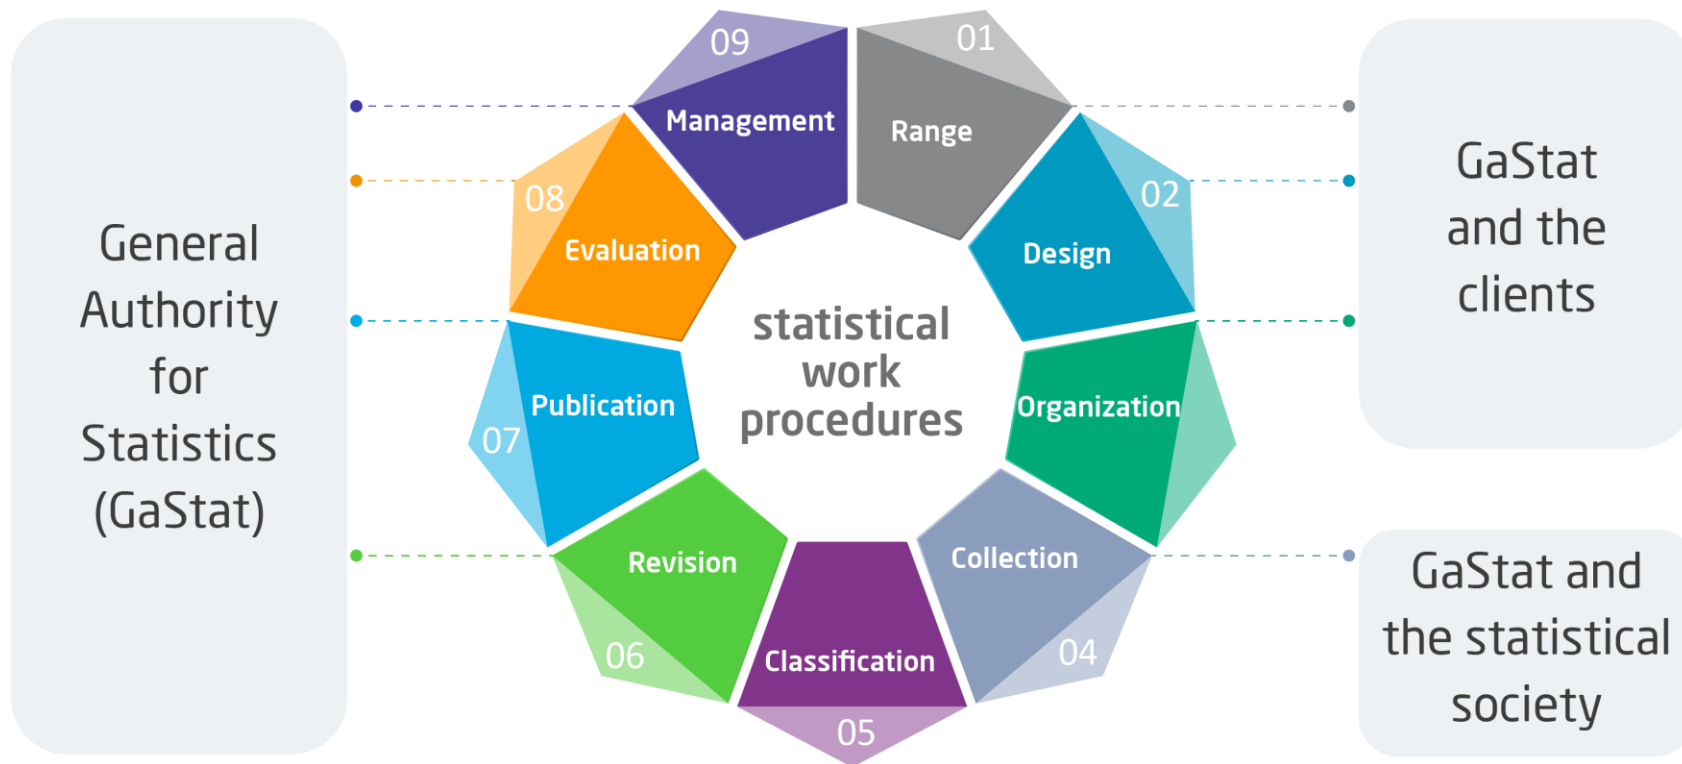 General
Authority
for
Statistics
(GaStat)
09
Management
01
Range
08
Evaluation
02
Design
statistical
work
procedures
07
Publication
Organization
06
Revision
05
Classification
04
Collection
GaStat
and the
clients
GaStat and
the statistical
society